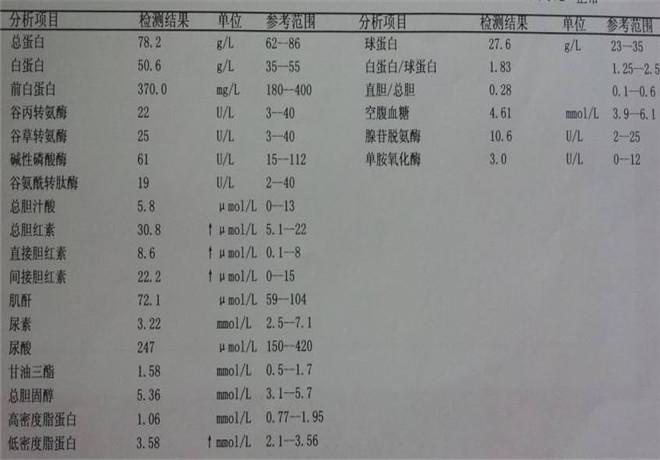 正常
分析项目 检测结果 单位 参考范围 分析项目 检测结果 单位 参考范围
总蛋白 78.2 g/L 62--86 球蛋白 27.6 g/L 23--35
白蛋白 50.6 g/L 35--55 白蛋白/球蛋白 1.83 1.25--2.5
前白蛋白 370.0 mg/L 180--400 直胆/总胆 0.28 0.1--0.6
谷丙转氨酶 22 U/L 3--40 空腹血糖 4.61 mmol/L 3.9--6.1
谷草转氨酶 25 U/L 3--40 腺苷脱氨酶 10.6 U/L 2--25
碱性磷酸酶 61 U/L 15--112 单胺氧化酶 3.0 U/L 0--12
谷氨酰转肽酶 19 U/L 2--40
总胆汁酸 5.8 μmol/L 0--13
总胆红素 30.8 ↑μmol/L 5.1--22
直接胆红素 8.6 ↑μmol/L 0.1--8
间接胆红素 22.2 ↑μmol/L 0--15
肌酐 72.1 μmol/L 59--104
尿素 3.22 mmol/L 2.5--7.1
尿酸 247 μmol/L 150--420
甘油三酯 1.58 mmol/L 0.5--1.7
总胆固醇 5.36 mmol/L 3.1--5.7
高密度脂蛋白 1.06 mmol/L 0.77--1.95
低密度脂蛋白 3.58 ↑mmol/L 2.1--3.56